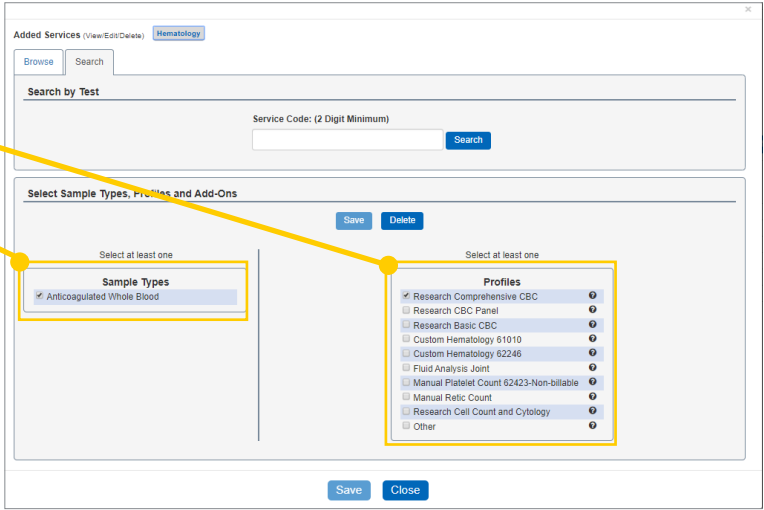 ×
Added Services (View/Edit/Delete) Hematology
Browse Search
Search by Test
Service Code: (2 Digit Minimum)
Search
Select Sample Types, Profiles and Add-Ons
Save Delete
Select at least one
Sample Types
Anticoagulated Whole Blood
Select at least one
Profiles
Research Comprehensive CBC
Research CBC Panel
Research Basic CBC
Custom Hematology 61010
Custom Hematology 62246
Fluid Analysis Joint
Manual Platelet Count 62423-Non-billable
Manual Retic Count
Research Cell Count and Cytology
Other
Save Close